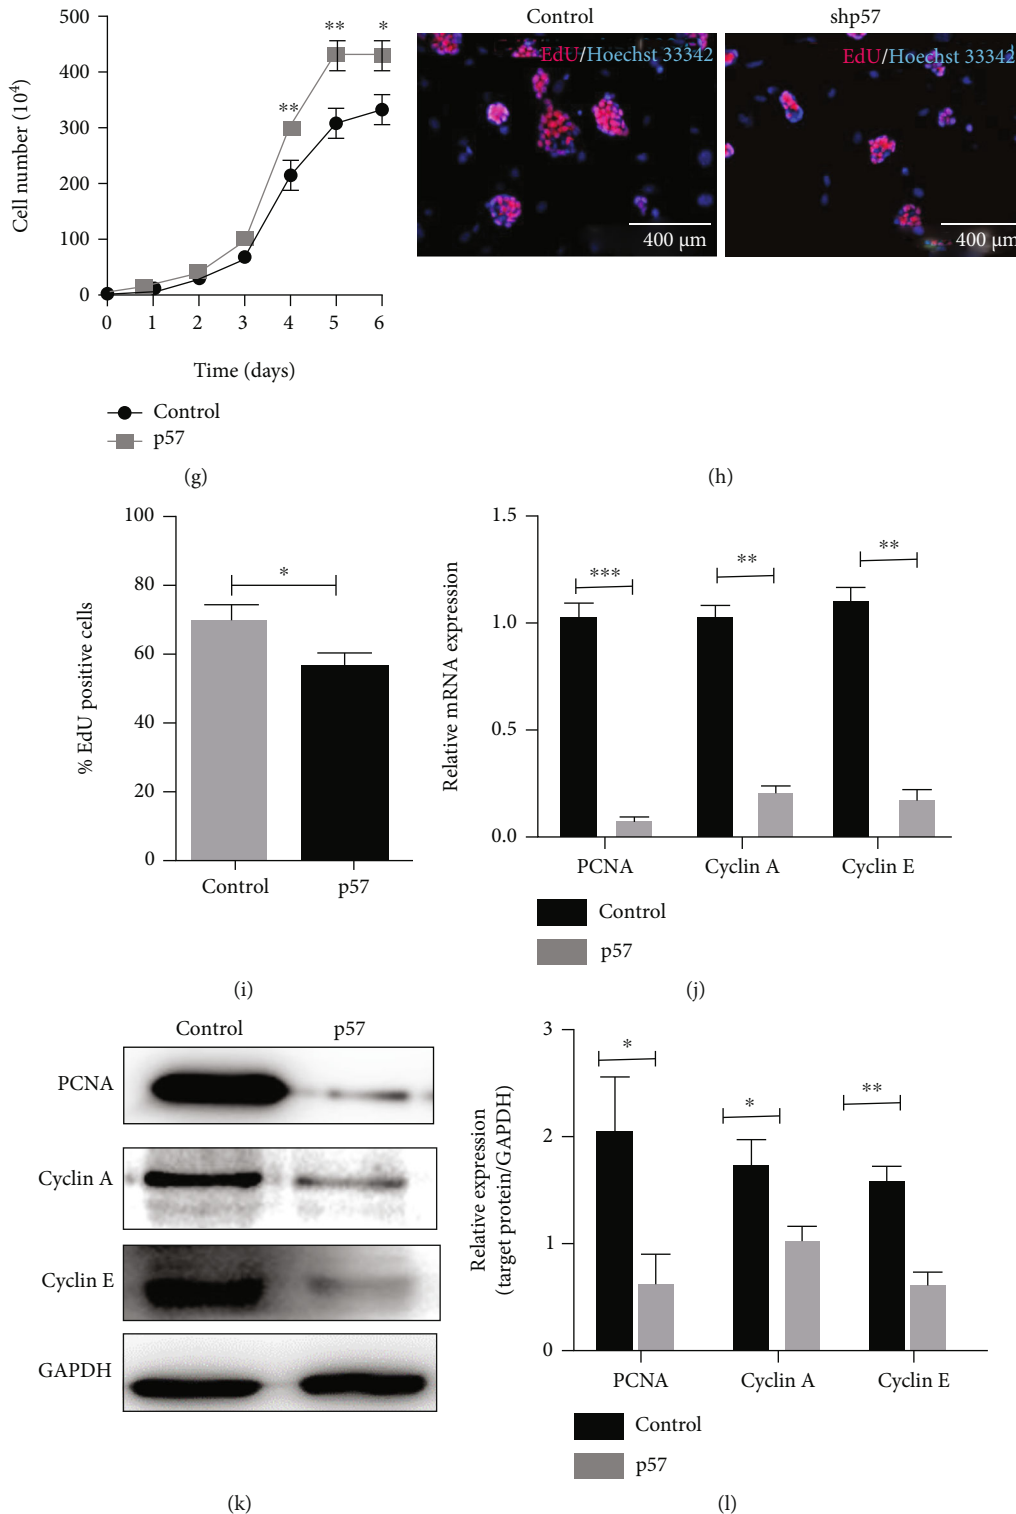 500
400
300
200
100
0
Cell number (10⁴)
** 
**
*
0 1 2 3 4 5 6
Time (days)
Control
p57
(g)
Control
shp57
EdU/Hoechst 33342
EdU/Hoechst 33342
400 μm
400 μm
(h)
100
80
60
40
20
0
% EdU positive cells
*
Control
p57
(i)
1.5
1.0
0.5
0.0
Relative mRNA expression
***
**
**
PCNA
Cyclin A
Cyclin E
Control
p57
(j)
Control
p57
PCNA
Cyclin A
Cyclin E
GAPDH
(k)
3
2
1
0
Relative expression
(target protein/GAPDH)
*
*
**
PCNA
Cyclin A
Cyclin E
Control
p57
(l)